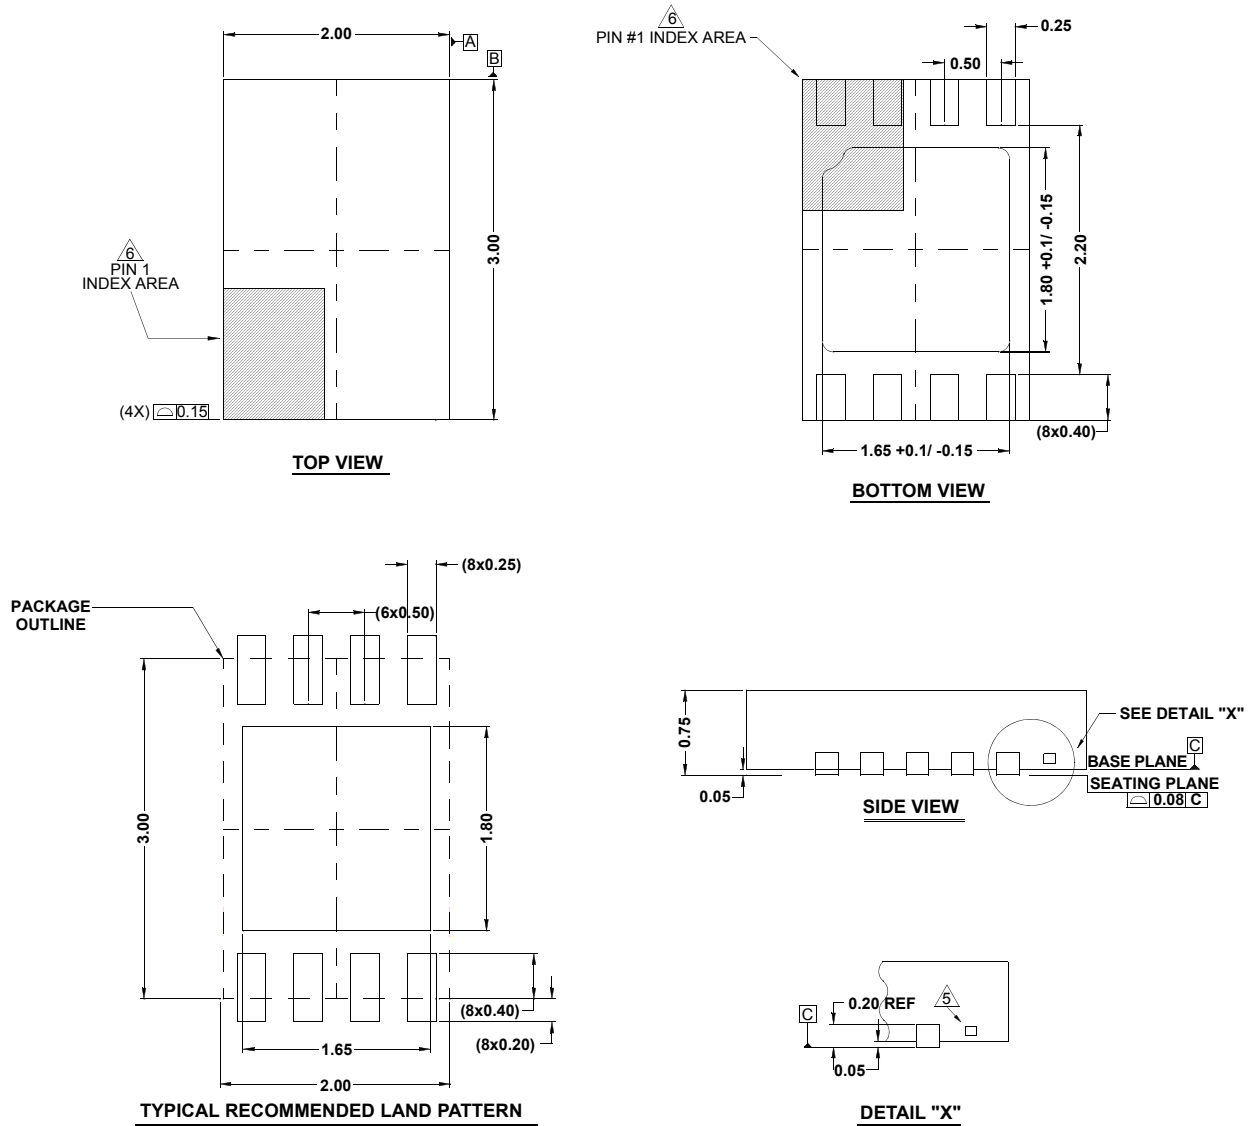 2.00
A
B
3.00
6
PIN 1
INDEX AREA
(4X) 0.15
TOP VIEW
6
PIN #1 INDEX AREA
0.25
0.50
1.80 +0.1/ -0.15
2.20
(8x0.40)
1.65 +0.1/ -0.15
BOTTOM VIEW
(8x0.25)
(6x0.50)
PACKAGE
OUTLINE
3.00
1.80
(8x0.40)
(8x0.20)
1.65
2.00
TYPICAL RECOMMENDED LAND PATTERN
0.75
0.05
SEE DETAIL "X"
C
BASE PLANE
SEATING PLANE
0.08 C
SIDE VIEW
0.20 REF
5
C
0.05
DETAIL "X"